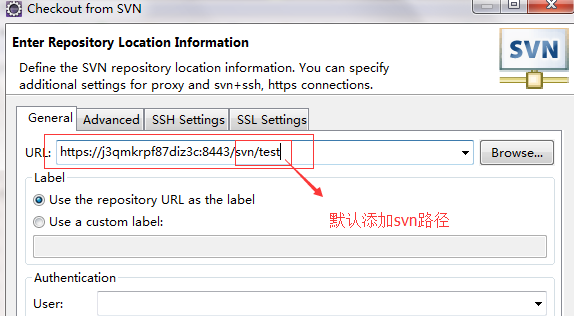 Checkout from SVN
Enter Repository Location Information
Define the SVN repository location information. You can specify
additional settings for proxy and svn+ssh, https connections.
SVN
General Advanced SSH Settings SSL Settings
URL: https://j3qmkrpf87diz3c:8443/svn/test Browse...
Label
Use the repository URL as the label
Use a custom label:
默认添加svn路径
Authentication
User: